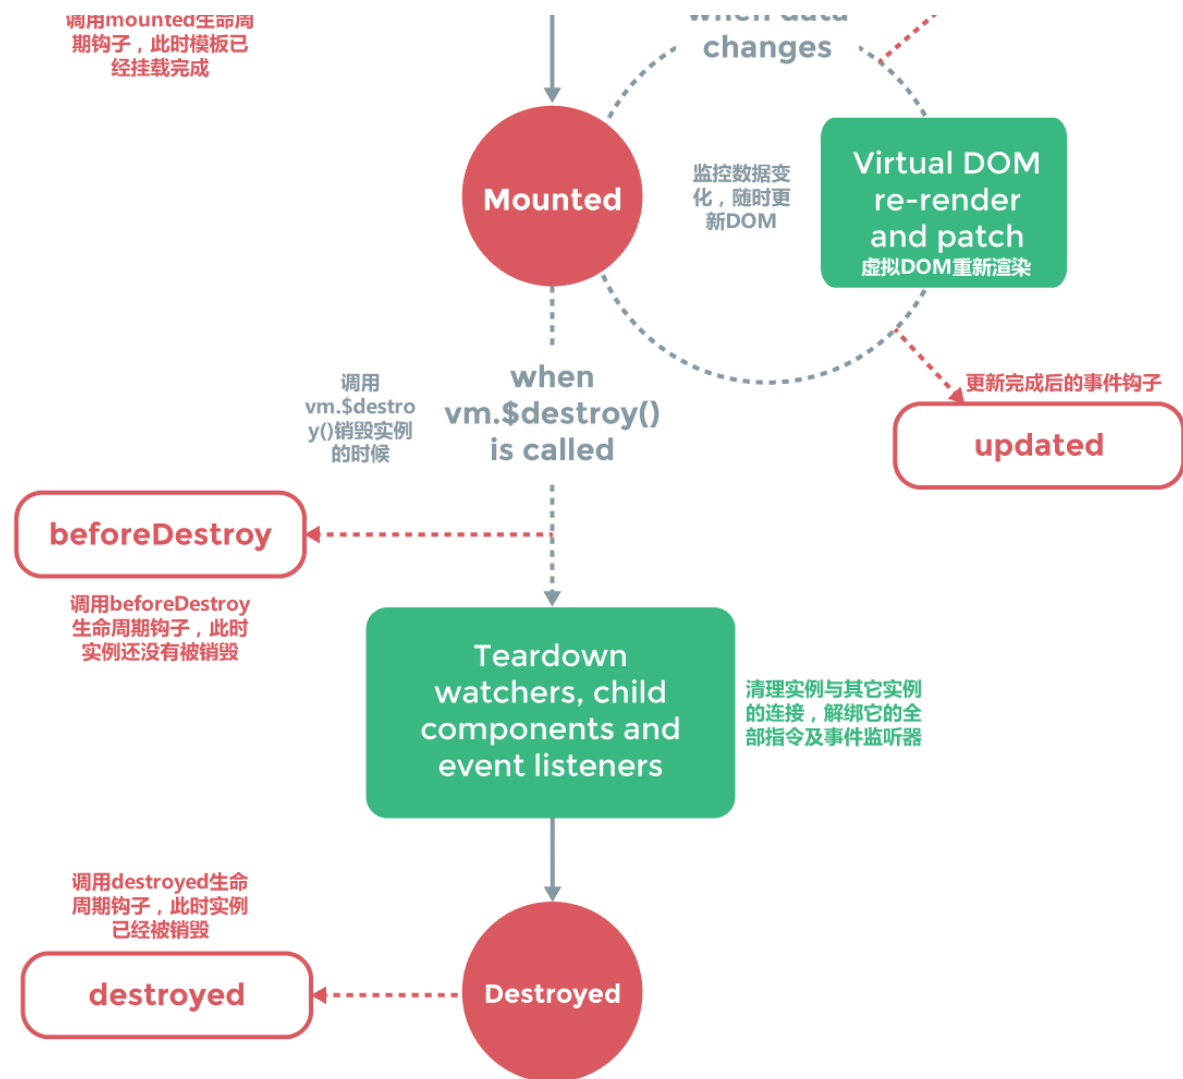 调用mounted生命周
期钩子，此时模板已
经挂载完成
when data
changes
Mounted
监控数据变
化，随时更
新DOM
Virtual DOM
re-render
and patch
虚拟DOM重新渲染
调用
vm.$destro
y()销毁实例
的时候
when
vm.$destroy()
is called
更新完成后的事件钩子
updated
beforeDestroy
调用beforeDestroy
生命周期钩子，此时
实例还没有被销毁
Teardown
watchers, child
components and
event listeners
清理实例与其它实例
的连接，解绑它的全
部指令及事件监听器
调用destroyed生命
周期钩子，此时实例
已经被销毁
destroyed
Destroyed